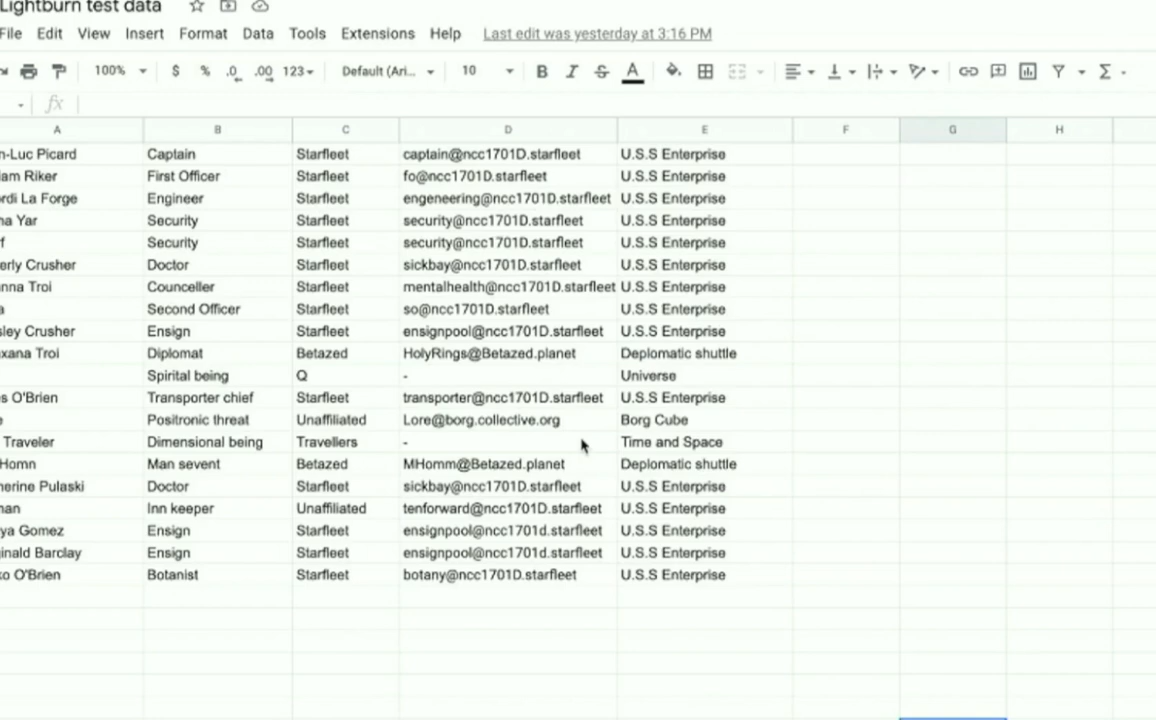 Lightburn test data
File Edit View Insert Format Data Tools Extensions Help Last edit was yesterday at 3:16 PM
100% $ % .0 .00 123 Default (Ari... 10 B I S A Σ
fx
A B C D E F G H
n-Luc Picard Captain Starfleet captain@ncc1701D.starfleet U.S.S Enterprise
iam Riker First Officer Starfleet fo@ncc1701D.starfleet U.S.S Enterprise
ordi La Forge Engineer Starfleet engeneering@ncc1701D.starfleet U.S.S Enterprise
ha Yar Security Starfleet security@ncc1701D.starfleet U.S.S Enterprise
f Security Starfleet security@ncc1701D.starfleet U.S.S Enterprise
erly Crusher Doctor Starfleet sickbay@ncc1701D.starfleet U.S.S Enterprise
nna Troi Counceller Starfleet mentalhealth@ncc1701D.starfleet U.S.S Enterprise
a Second Officer Starfleet so@ncc1701D.starfleet U.S.S Enterprise
sley Crusher Ensign Starfleet ensignpool@ncc1701D.starfleet U.S.S Enterprise
xana Troi Diplomat Betazed HolyRings@Betazed.planet Deplomatic shuttle
Spirital being Q - Universe
s O'Brien Transporter chief Starfleet transporter@ncc1701D.starfleet U.S.S Enterprise
e Positronic threat Unaffiliated Lore@borg.collective.org Borg Cube
Traveler Dimensional being Travellers - Time and Space
Homn Man sevent Betazed MHomm@Betazed.planet Deplomatic shuttle
herine Pulaski Doctor Starfleet sickbay@ncc1701D.starfleet U.S.S Enterprise
nan Inn keeper Unaffiliated tenforward@ncc1701D.starfleet U.S.S Enterprise
ya Gomez Ensign Starfleet ensignpool@ncc1701d.starfleet U.S.S Enterprise
ginald Barclay Ensign Starfleet ensignpool@ncc1701d.starfleet U.S.S Enterprise
ko O'Brien Botanist Starfleet botany@ncc1701D.starfleet U.S.S Enterprise